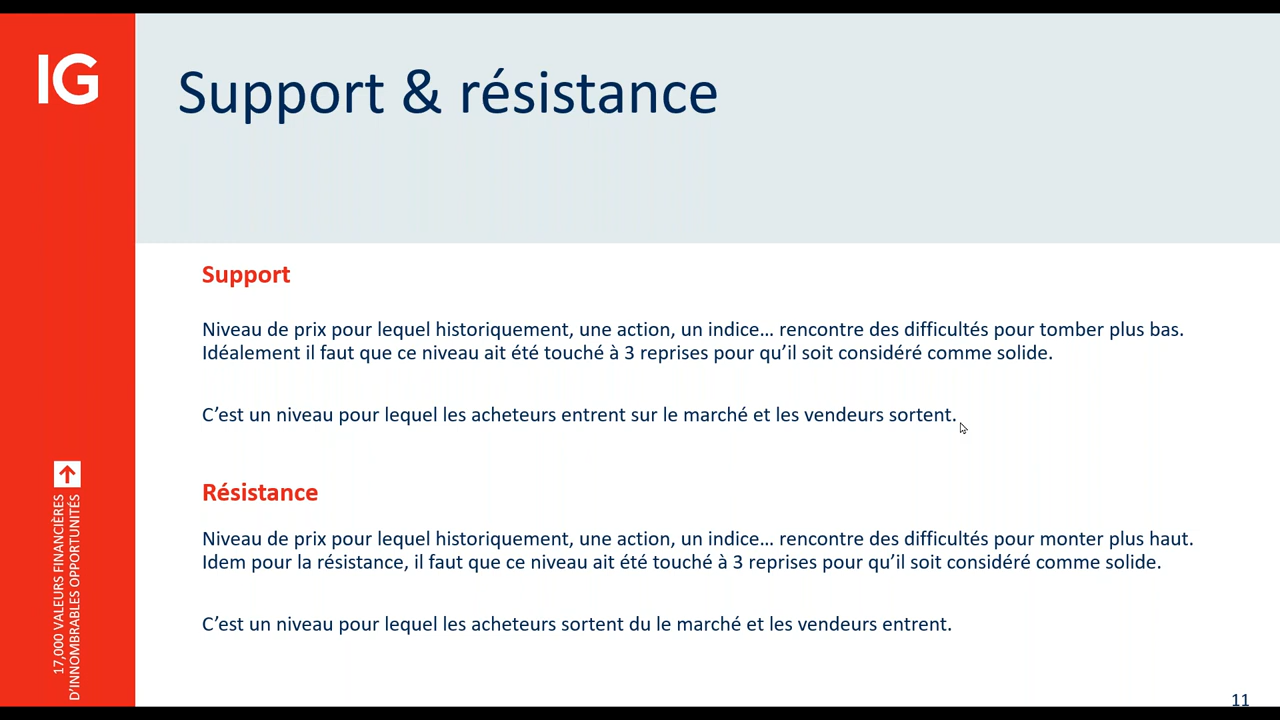 IG
Support & résistance
Support
Niveau de prix pour lequel historiquement, une action, un indice... rencontre des difficultés pour tomber plus bas.
Idéalement il faut que ce niveau ait été touché à 3 reprises pour qu’il soit considéré comme solide.
C’est un niveau pour lequel les acheteurs entrent sur le marché et les vendeurs sortent.
Résistance
Niveau de prix pour lequel historiquement, une action, un indice... rencontre des difficultés pour monter plus haut.
Idem pour la résistance, il faut que ce niveau ait été touché à 3 reprises pour qu’il soit considéré comme solide.
C’est un niveau pour lequel les acheteurs sortent du le marché et les vendeurs entrent.
17,000 VALEURS FINANCIÈRES
D’INNOMBRABLES OPPORTUNITÉS
11